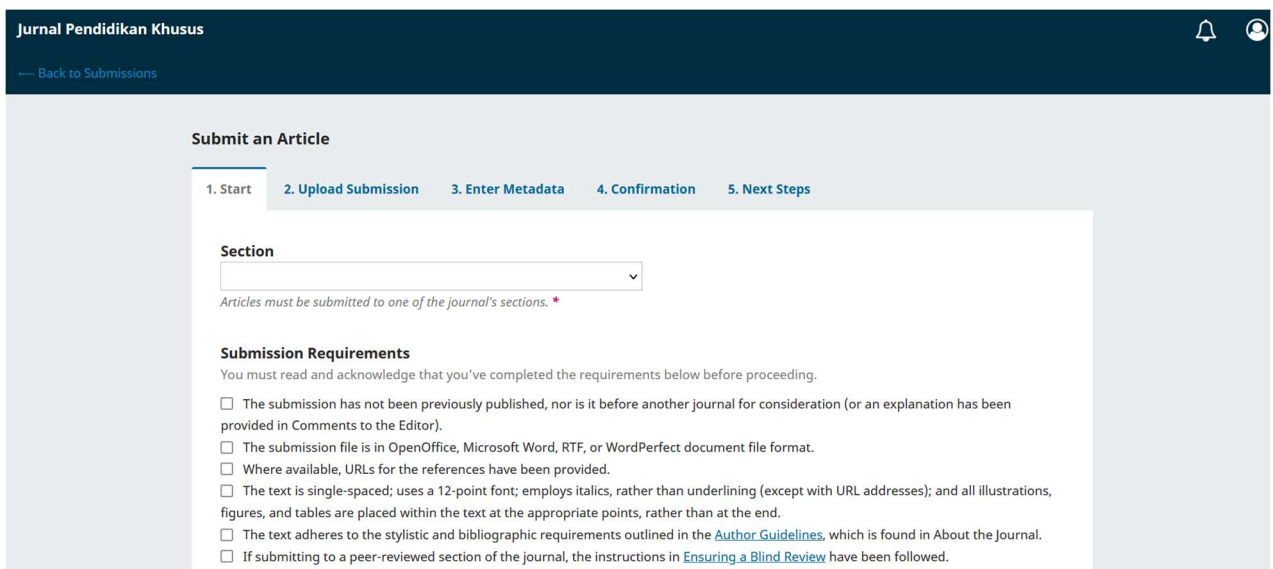 Jurnal Pendidikan Khusus
← Back to Submissions
Submit an Article
1. Start 2. Upload Submission 3. Enter Metadata 4. Confirmation 5. Next Steps
Section
Articles must be submitted to one of the journal's sections. *
Submission Requirements
You must read and acknowledge that you've completed the requirements below before proceeding.
The submission has not been previously published, nor is it before another journal for consideration (or an explanation has been
provided in Comments to the Editor).
The submission file is in OpenOffice, Microsoft Word, RTF, or WordPerfect document file format.
Where available, URLs for the references have been provided.
The text is single-spaced; uses a 12-point font; employs italics, rather than underlining (except with URL addresses); and all illustrations,
figures, and tables are placed within the text at the appropriate points, rather than at the end.
The text adheres to the stylistic and bibliographic requirements outlined in the Author Guidelines, which is found in About the Journal.
If submitting to a peer-reviewed section of the journal, the instructions in Ensuring a Blind Review have been followed.